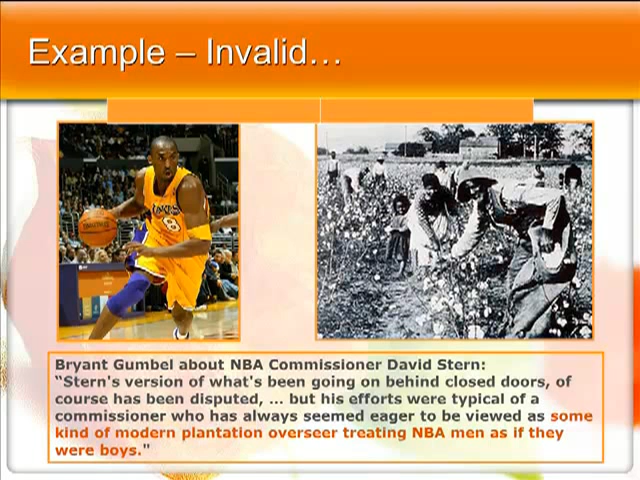 Example – Invalid…
LAKERS
8
Bryant Gumbel about NBA Commissioner David Stern:
“Stern's version of what's been going on behind closed doors, of
course has been disputed, ... but his efforts were typical of a
commissioner who has always seemed eager to be viewed as some
kind of modern plantation overseer treating NBA men as if they
were boys."